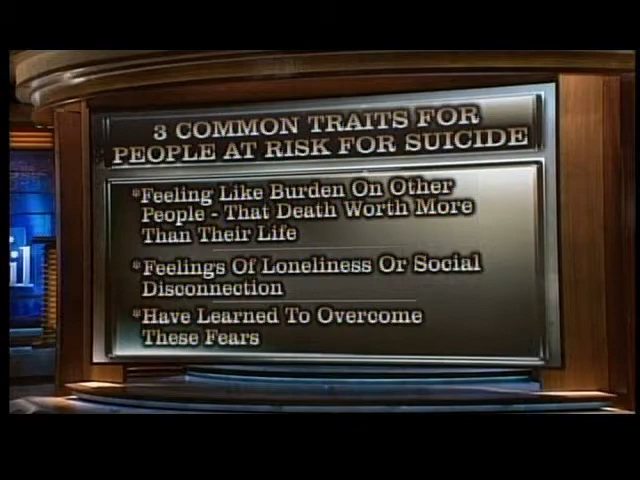 3 COMMON TRAITS FOR
PEOPLE AT RISK FOR SUICIDE
*Feeling Like Burden On Other
People - That Death Worth More
Than Their Life
*Feelings Of Loneliness Or Social
Disconnection
*Have Learned To Overcome
These Fears